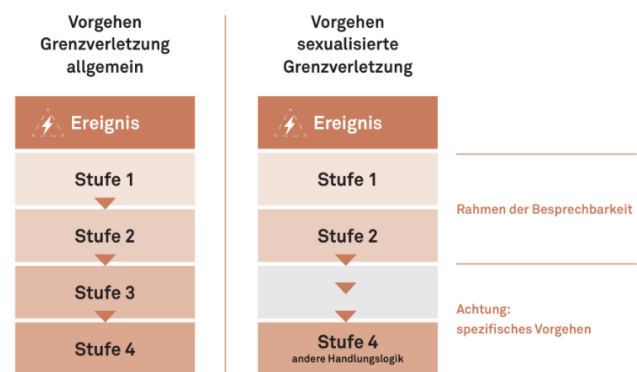 Vorgehen
Grenzverletzung
allgemein
Ereignis
Stufe 1
Stufe 2
Stufe 3
Stufe 4
Vorgehen
sexualisierte
Grenzverletzung
Ereignis
Stufe 1
Stufe 2
Stufe 4
andere Handlungslogik
Rahmen der Besprechbarkeit
Achtung:
spezifisches Vorgehen